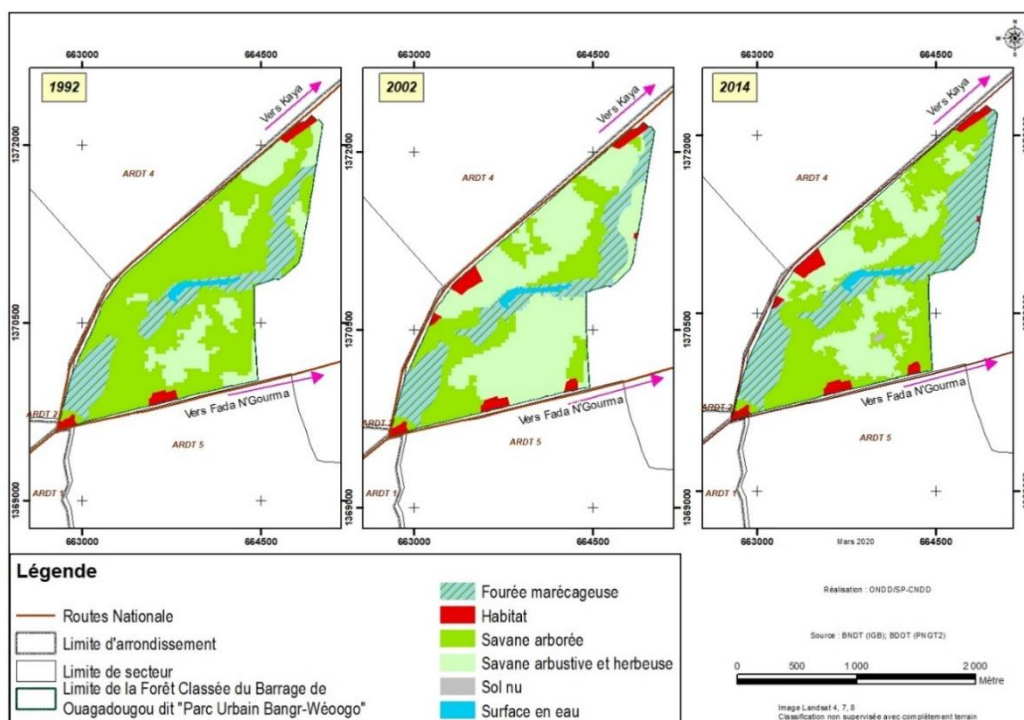 663000 664500
663000 664500
663000 664500
1992
2002
2014
Vers Kaya
Vers Kaya
Vers Kaya
1372000
1372000
ARDT 4
ARDT 4
ARDT 4
1370500
1370500
1370500
Vers Fada N'Gourma
Vers Fada N'Gourma
Vers Fada N'Gourma
ARDT 2
ARDT 5
ARDT 5
ARDT 5
ARDT 1
ARDT 1
ARDT 1
1369000
1369000
663000 664500
663000 664500
663000 664500
Mars 2020
Légende
Routes Nationale
Limite d'arrondissement
Limite de secteur
Limite de la Forêt Classée du Barrage de
Ouagadougou dit "Parc Urbain Bangr-Wéoogo"
Fourée marécageuse
Habitat
Savane arborée
Savane arbustive et herbeuse
Sol nu
Surface en eau
Réalisation : ONDD/SP-CNDD
Source : BNDT (IGB); BDOT (PNGT2)
0 500 1 000 2 000
Mètre
Image Landsat 4, 7, 8
Classification non supervisée avec complètement terrain